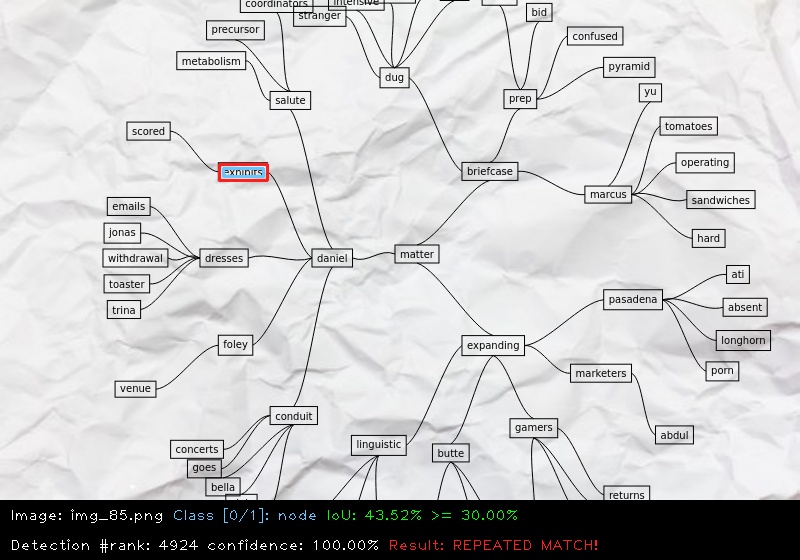 coordinators
intensive
stranger
bid
precursor
confused
metabolism
pyramid
dug
yu
salute
prep
tomatoes
scored
operating
exhibits
briefcase
marcus
sandwiches
emails
jonas
hard
dresses
daniel
matter
withdrawal
ati
toaster
pasadena
absent
trina
longhorn
foley
expanding
porn
marketers
venue
conduit
gamers
abdul
concerts
linguistic
butte
goes
bella
returns
Image: img_85.png Class [0/1]: node IoU: 43.52% >= 30.00%
Detection #rank: 4924 confidence: 100.00% Result: REPEATED MATCH!